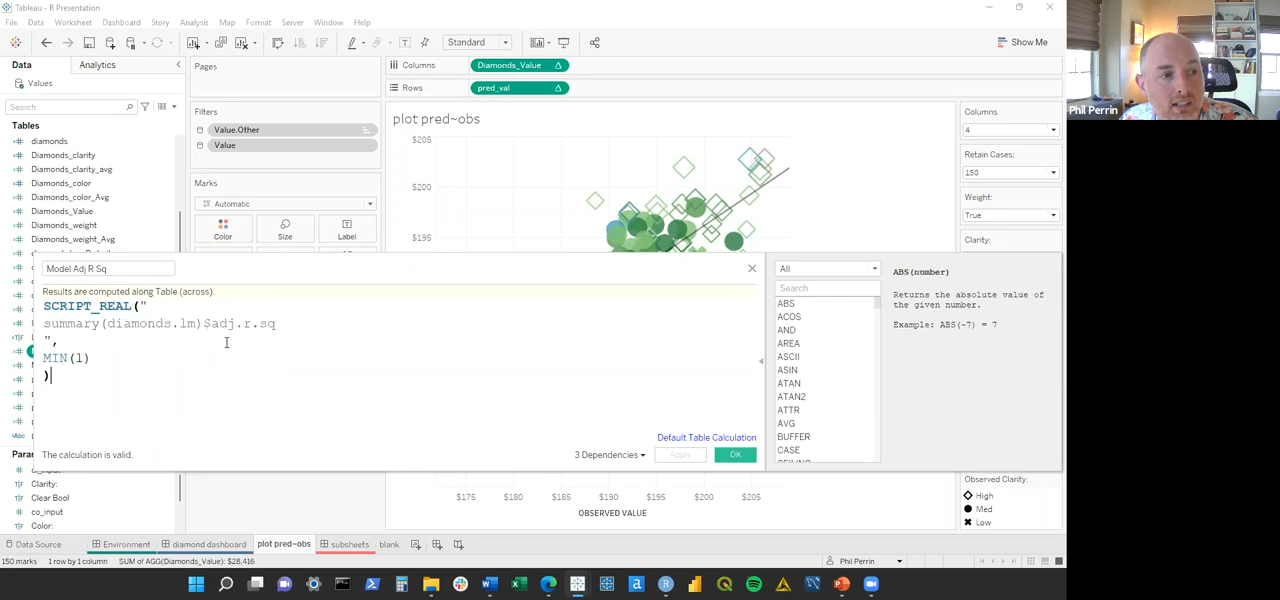 Tableau - R Presentation
File Data Worksheet Dashboard Story Analysis Map Format Server Window Help
Standard
Show Me
Data Analytics
Values
Search
Tables
diamonds
Diamonds_clarity
Diamonds_clarity_avg
Diamonds_color
Diamonds_color_Avg
Diamonds_Value
Diamonds_weight
Diamonds_weight_Avg
Abc
Clarity:
Clear Bool
co_input
Color:
Pages
Filters
Value.Other
Value
Marks
Automatic
Color Size Label
Columns Diamonds_Value
Rows pred_val
plot pred~obs
$205
$200
$195
$175 $180 $185 $190 $195 $200 $205
OBSERVED VALUE
Columns
4
Retain Cases:
150
Weight:
True
Clarity:
Observed Clarity:
High
Med
Low
Model Adj R Sq
Results are computed along Table (across).
SCRIPT_REAL("
summary(diamonds.lm)$adj.r.sq
",
MIN(1)
)
Default Table Calculation
The calculation is valid.
3 Dependencies
Apply
OK
All
Search
ABS
ACOS
AND
AREA
ASCII
ASIN
ATAN
ATAN2
ATTR
AVG
BUFFER
CASE
CEILING
ABS(number)
Returns the absolute value of
the given number.
Example: ABS(-7) = 7
Data Source Environment diamond dashboard plot pred~obs subsheets blank
150 marks 1 row by 1 column SUM of AGG(Diamonds_Value): $28,416
Phil Perrin
Phil Perrin